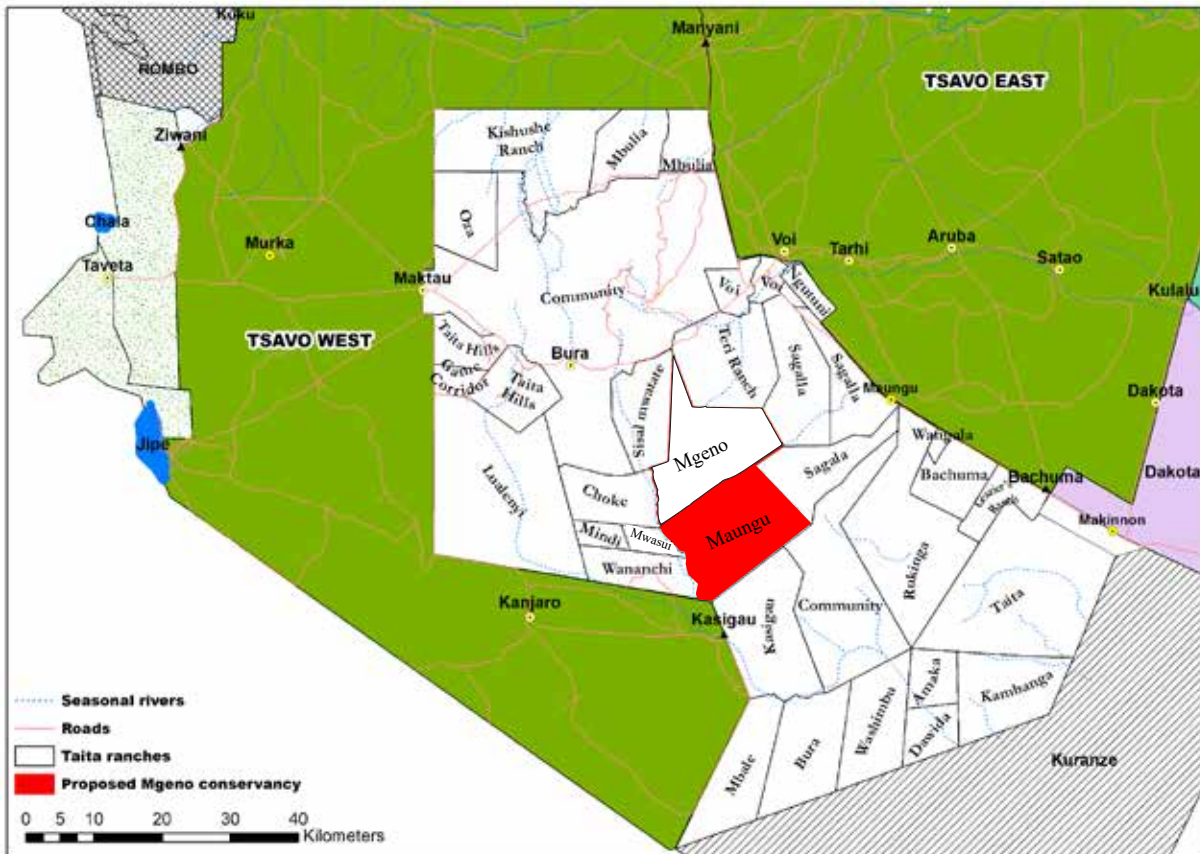 Kuku
ROMBO
Manyani
TSAVO EAST
Ziwani
Kishushe
Ranch
Mbulia
Mbulia
Chala
Oza
Murka
Taveta
Maktau
Community
Voi
Voi
Voi
Ngutuni
Tarhi
Aruba
Satao
Kulalu
TSAVO WEST
Taita Hills
Game
Corridor
Taita
Hills
Bura
Sisal mwatate
Teri Ranch
Sagalla
Sagalla
Maungu
Dakota
Jipe
Mgeno
Watugala
Lualenyi
Choke
Sagala
Bachuma
Bachuma
Dakota
Mindi
Mwasui
Maungu
Makinnon
Wananchi
Rukinga
Kanjaro
Kasigau
Kasigau
Community
Taita
Amaka
Kambanga
Washimbu
Dawida
Mbale
Bura
Kuranze
Seasonal rivers
Roads
Taita ranches
Proposed Mgeno conservancy
0 5 10 20 30 40
Kilometers